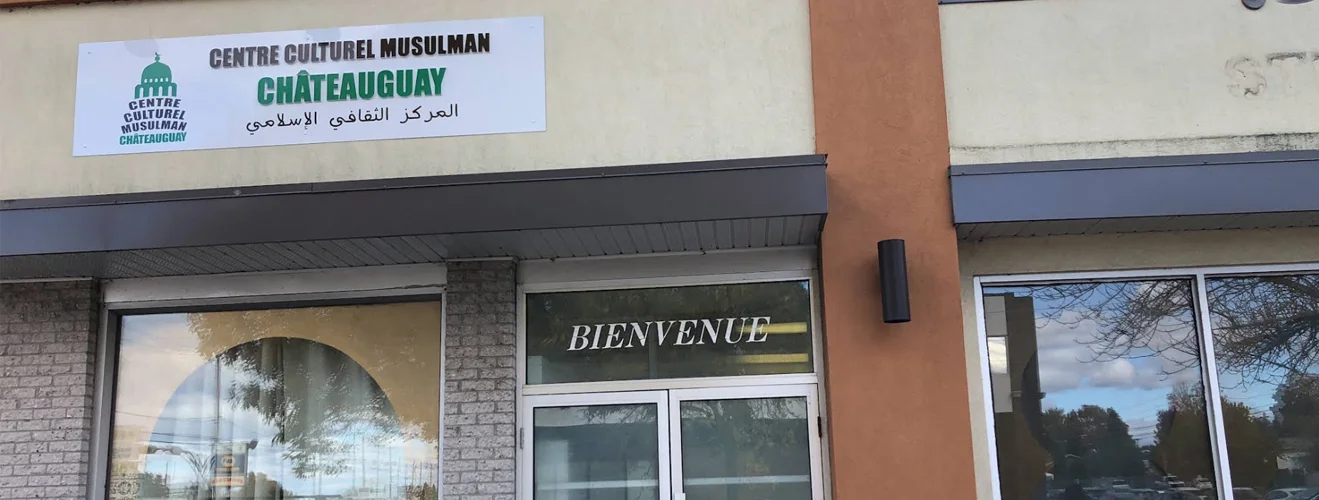 CENTRE CULTUREL MUSULMAN
CHÂTEAUGUAY
المركز الثقافي الإسلامي
CENTRE
CULTUREL
MUSULMAN
CHÂTEAUGUAY
BIENVENUE